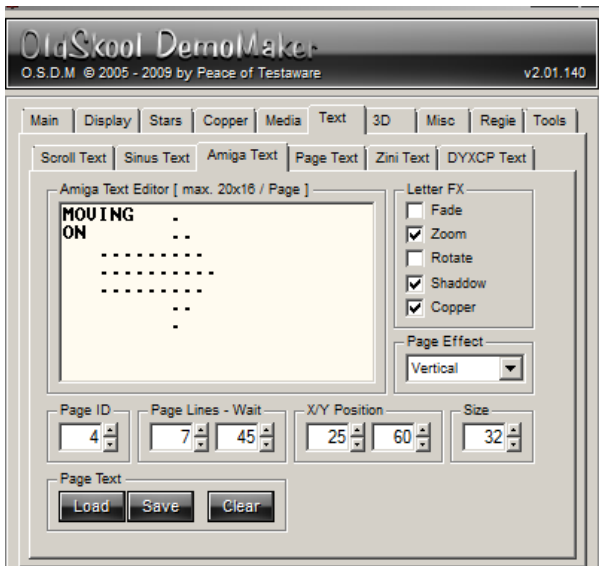 OldSkool DemoMaker
O.S.D.M © 2005 - 2009 by Peace of Testaware v2.01.140
Main Display Stars Copper Media Text 3D Misc Regie Tools
Scroll Text Sinus Text Amiga Text Page Text Zini Text DYXCP Text
Amiga Text Editor [ max. 20x16 / Page ]
MOVING .
ON ..
.........
..........
.........
..
.
Letter FX
Fade
Zoom
Rotate
Shaddow
Copper
Page Effect
Vertical
Page ID Page Lines - Wait X/Y Position Size
4 7 45 25 60 32
Page Text
Load Save Clear